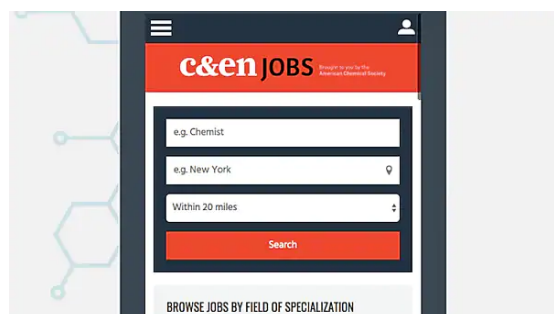 c&en JOBS
Brought to you by the
American Chemical Society
e.g. Chemist
e.g. New York
Within 20 miles
Search
BROWSE JOBS BY FIELD OF SPECIALIZATION